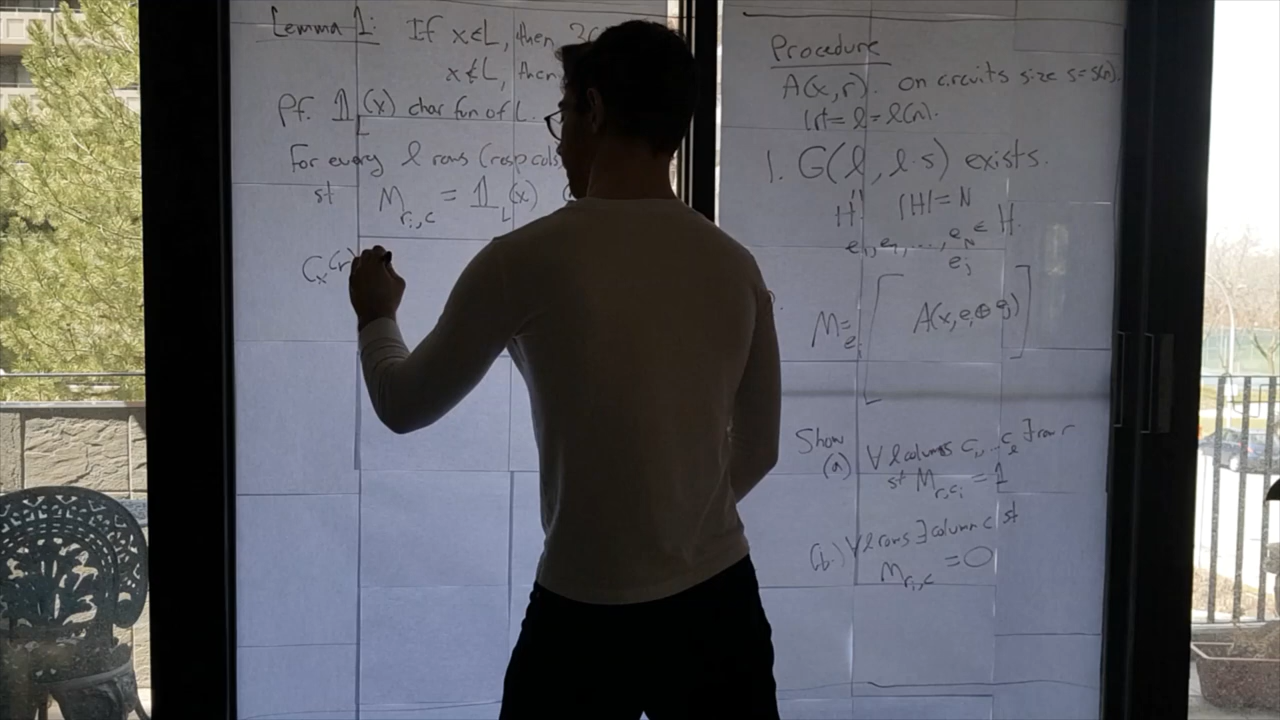 Lemma 1: If x∈L, then
x∉L, then
Pf. 𝟙_L(x) char fun of L.
For every l rows (resp cols
st M_{r_i,c} = 𝟙_L(x)
C_x(r)
Procedure
A(x,r). on circuits size s=s(n).
|r|=l=l(n).
1. G(l, l·s) exists.
H |H|=N
e_1, e_2, ..., e_N ∈ H.
e_j
M= [ A(x,e_i⊕e_j) ]
e_i
Show
(a) ∀ l columns c_1,...c_l ∃ row r
st M_{r,c_i} = 1
(b.) ∀ l rows ∃ column c st
M_{r_i,c} = 0